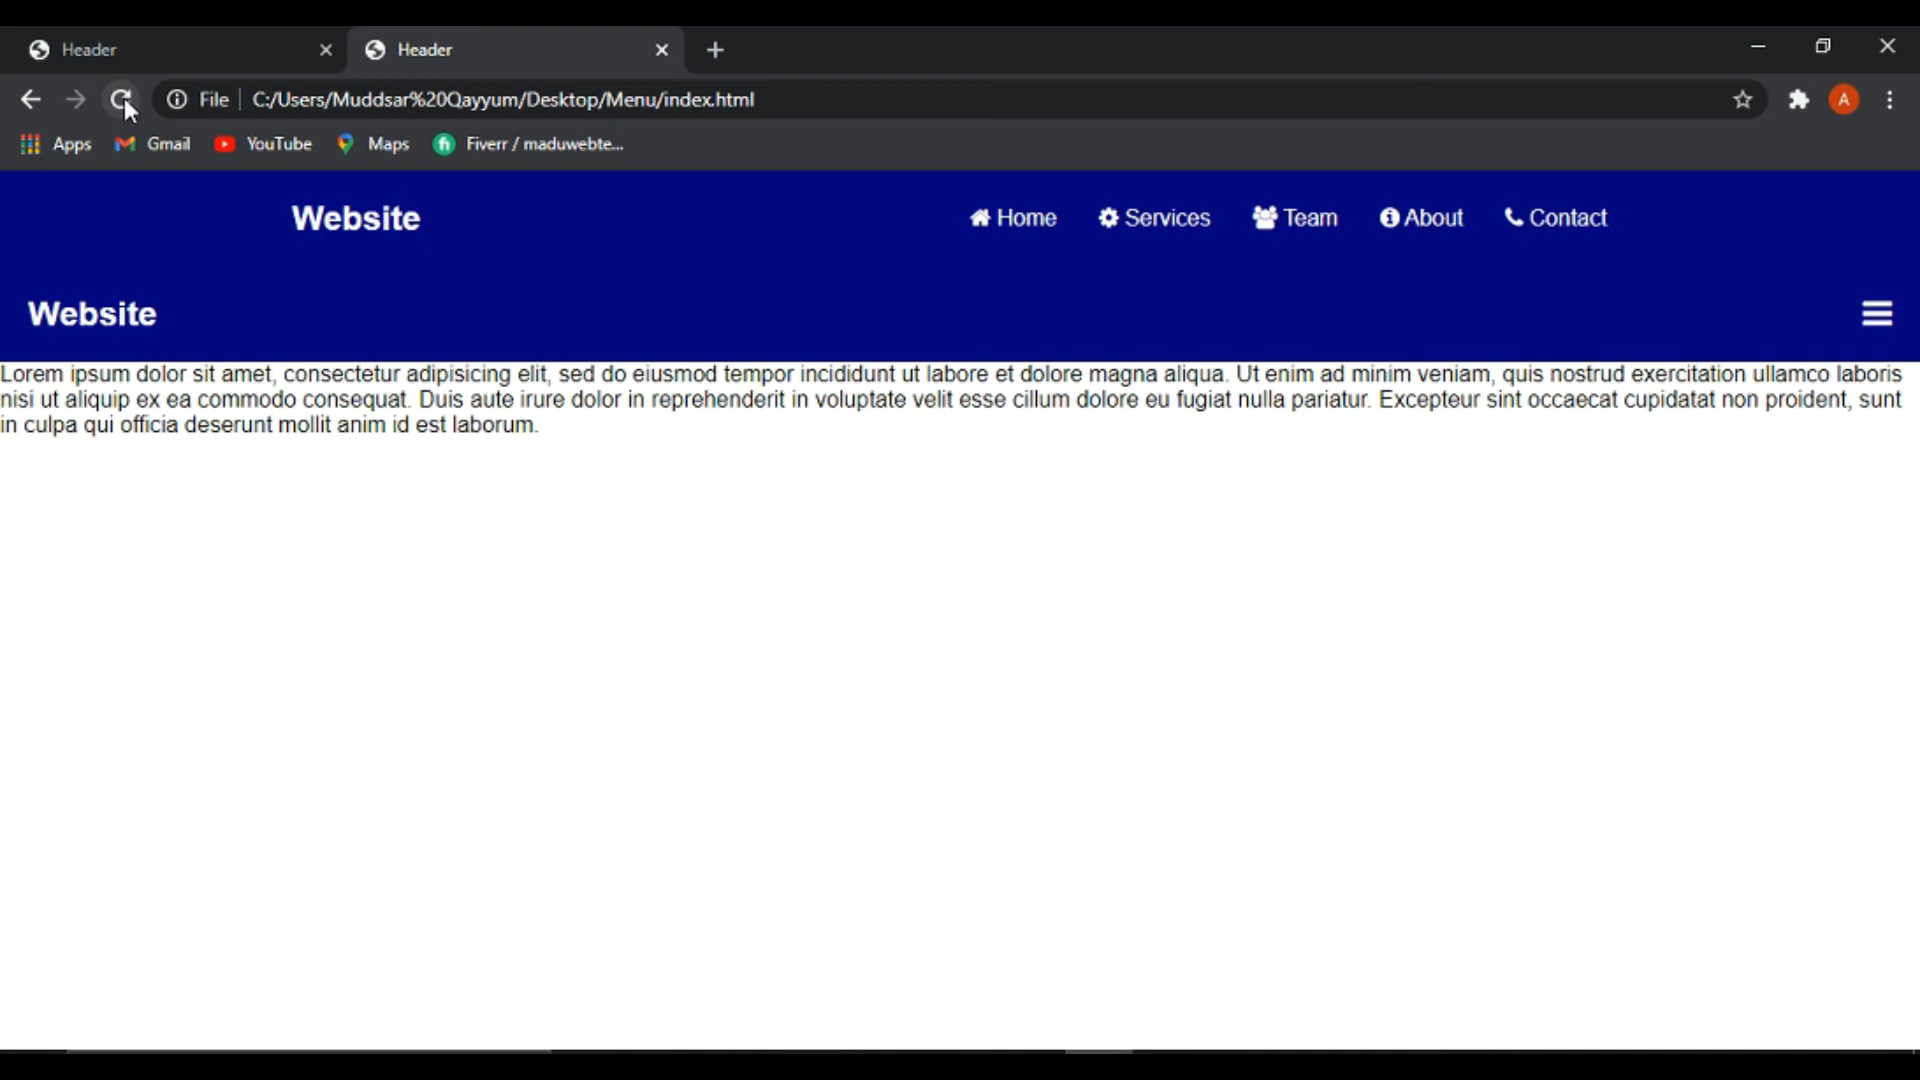 Header
Header
File C:/Users/Muddsar%20Qayyum/Desktop/Menu/index.html
A
Apps Gmail YouTube Maps fi Fiverr / maduwebte...
Website Home Services Team About Contact
Website
Lorem ipsum dolor sit amet, consectetur adipisicing elit, sed do eiusmod tempor incididunt ut labore et dolore magna aliqua. Ut enim ad minim veniam, quis nostrud exercitation ullamco laboris
nisi ut aliquip ex ea commodo consequat. Duis aute irure dolor in reprehenderit in voluptate velit esse cillum dolore eu fugiat nulla pariatur. Excepteur sint occaecat cupidatat non proident, sunt
in culpa qui officia deserunt mollit anim id est laborum.